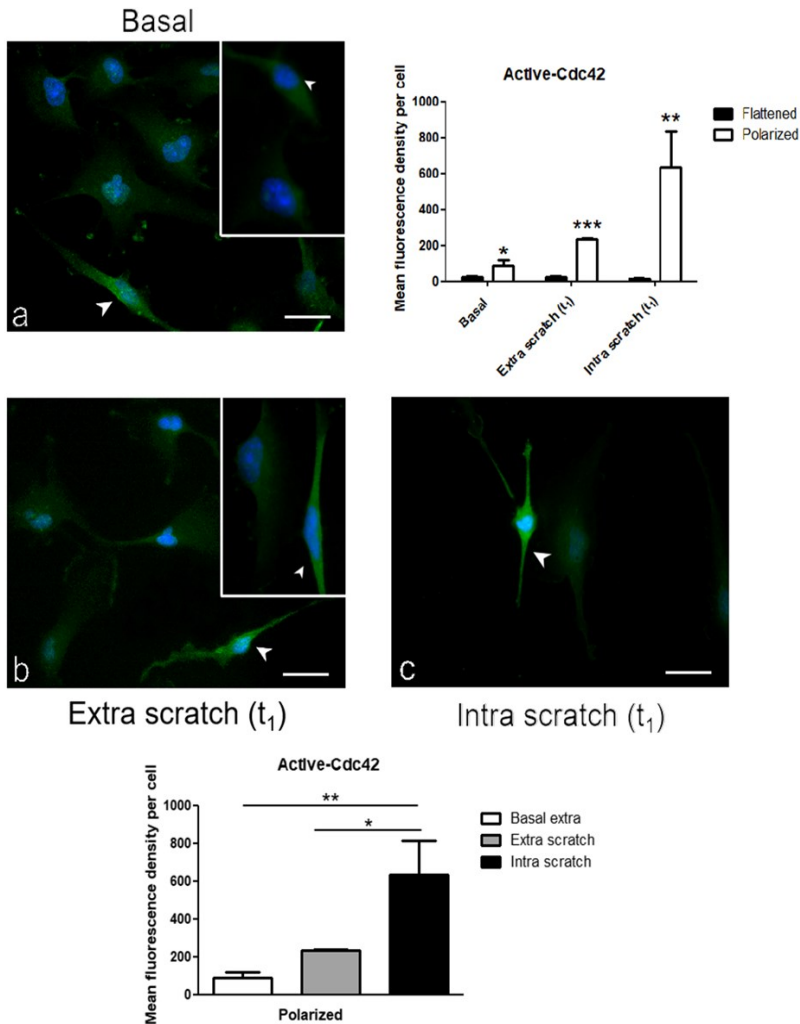 Basal
a
Active-Cdc42
Mean fluorescence density per cell
1000
800
600
400
200
0
*
***
**
Basal
Extra scratch (t1)
Intra scratch (t1)
Flattened
Polarized
b
Extra scratch (t1)
c
Intra scratch (t1)
Active-Cdc42
Mean fluorescence density per cell
1000
800
600
400
200
0
**
*
Polarized
Basal extra
Extra scratch
Intra scratch